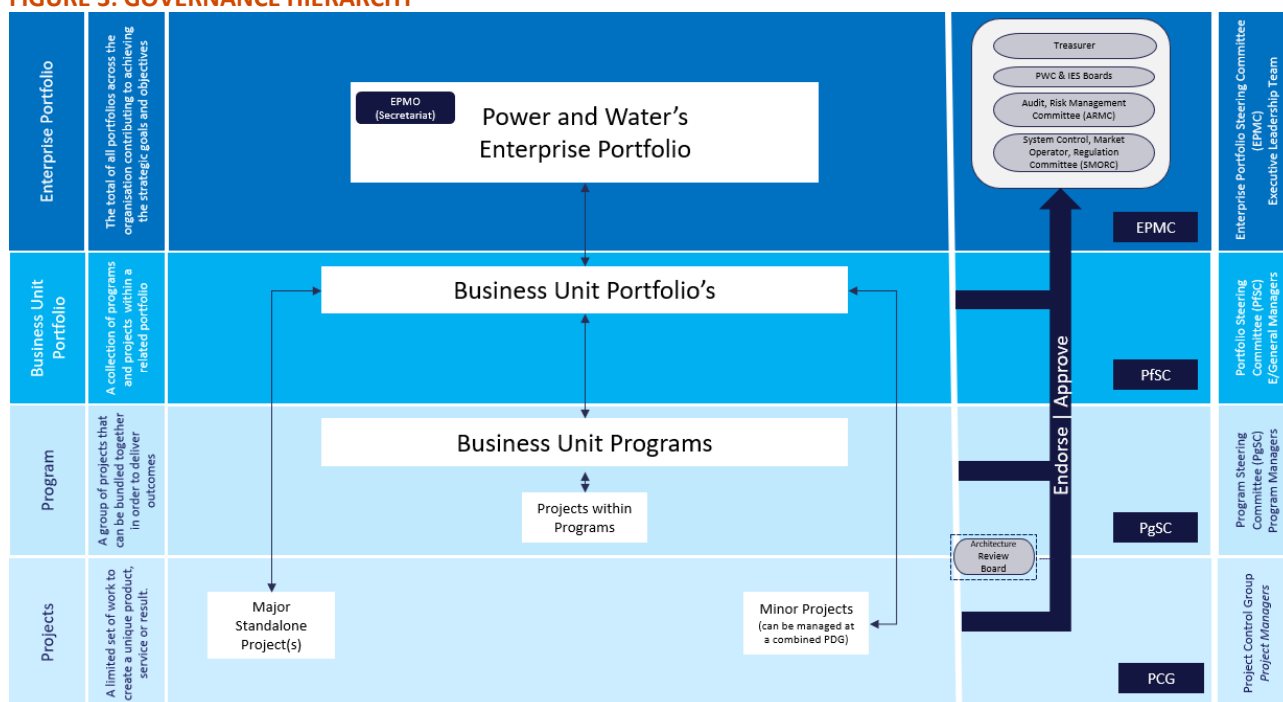 FIGURE 3: GOVERNANCE HIERARCHY
Enterprise Portfolio
The total of all portfolios across the
organisation contributing to achieving
the strategic goals and objectives
EPMO
(Secretariat)
Power and Water's
Enterprise Portfolio
Treasurer
PWC & IES Boards
Audit, Risk Management
Committee (ARMC)
System Control, Market
Operator, Regulation
Committee (SMORC)
EPMC
Enterprise Portfolio Steering Committee
(EPMC)
Executive Leadership Team
Business Unit
Portfolio
A collection of programs
and projects within a
related portfolio
Business Unit Portfolio's
Endorse | Approve
PfSC
Portfolio Steering
Committee (PfSC)
E/General Managers
Program
A group of projects that
can be bundled together
in order to deliver
outcomes
Business Unit Programs
Projects within
Programs
PgSC
Program Steering
Committee (PgSC)
Program Managers
Architecture
Review
Board
Projects
A limited set of work to
create a unique product,
service or result.
Major
Standalone
Project(s)
Minor Projects
(can be managed at
a combined PDG)
PCG
Project Control Group
Project Managers